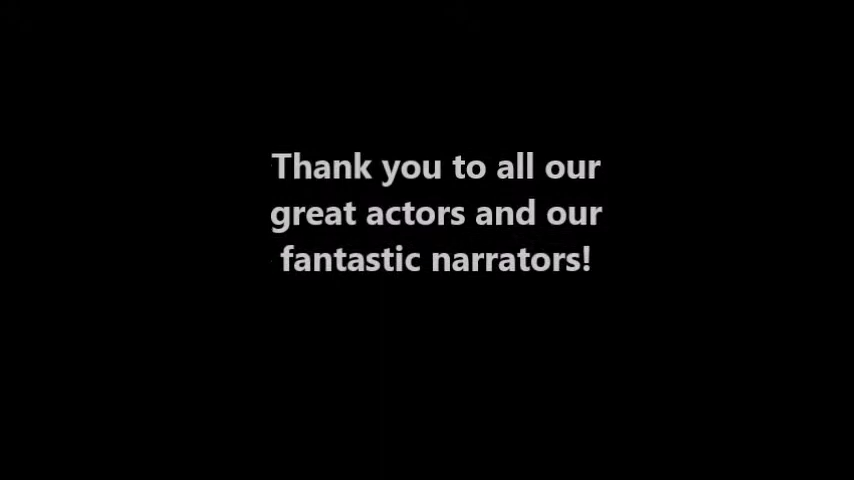 Thank you to all our
great actors and our
fantastic narrators!